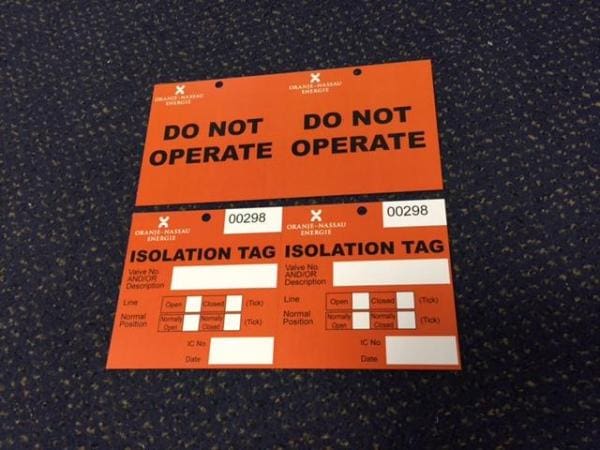 ORANJE-NASSAU
ENERGIE
DO NOT
OPERATE
ORANJE-NASSAU
ENERGIE
DO NOT
OPERATE
ORANJE-NASSAU
ENERGIE
00298
ISOLATION TAG
Valve No.
AND/OR
Description
Line
Open
Closed
(Tick)
Normal
Position
Normally
Open
Normally
Closed
(Tick)
IC No.
Date
ORANJE-NASSAU
ENERGIE
00298
ISOLATION TAG
Valve No.
AND/OR
Description
Line
Open
Closed
(Tick)
Normal
Position
Normally
Open
Normally
Closed
(Tick)
IC No.
Date